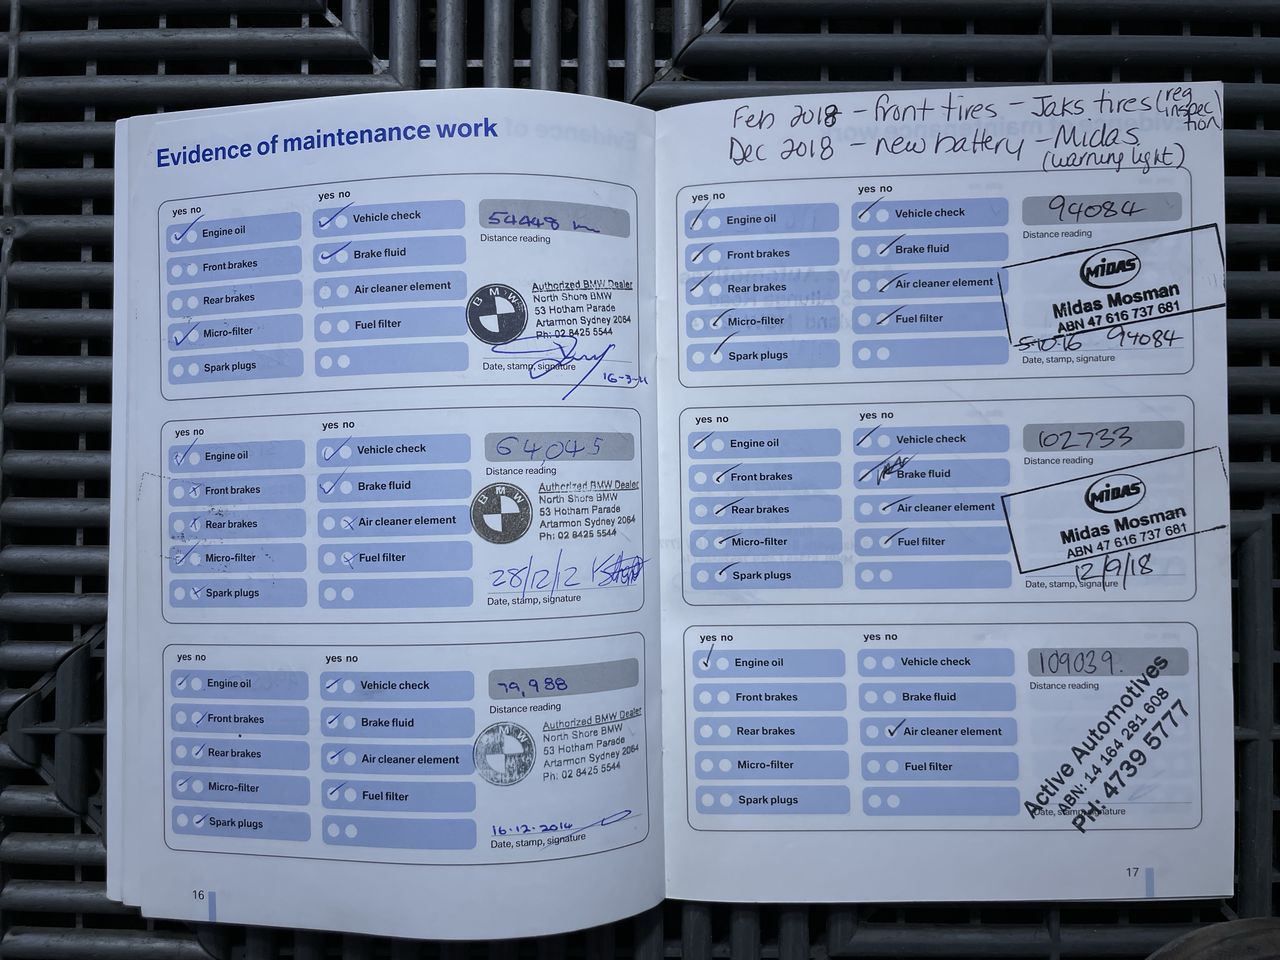 Evidence of maintenance work
yes no
yes no
Engine oil
Vehicle check
54448
Distance reading
Front brakes
Brake fluid
Rear brakes
Air cleaner element
Micro-filter
Fuel filter
Spark plugs
BMW
Authorized BMW Dealer
North Shore BMW
53 Hotham Parade
Artarmon Sydney 2064
Ph: 02 8425 5544
Date, stamp, signature
yes no
yes no
Engine oil
Vehicle check
64,045
Distance reading
Front brakes
Brake fluid
Rear brakes
Air cleaner element
Micro-filter
Fuel filter
Spark plugs
BMW
Authorized BMW Dealer
North Shore BMW
53 Hotham Parade
Artarmon Sydney 2064
Ph: 02 8425 5544
28/12/12
Date, stamp, signature
yes no
yes no
Engine oil
Vehicle check
79,988
Distance reading
Front brakes
Brake fluid
Rear brakes
Air cleaner element
Micro-filter
Fuel filter
Spark plugs
Authorized BMW Dealer
North Shore BMW
53 Hotham Parade
Artarmon Sydney 2064
Ph: 02 8425 5544
16.12.2014
Date, stamp, signature
16
Feb 2018 – front tires – Jaks tires (reg inspection)
Dec 2018 – new battery – Midas
(warning light)
yes no
yes no
Engine oil
Vehicle check
94084
Distance reading
Front brakes
Brake fluid
Rear brakes
Air cleaner element
Micro-filter
Fuel filter
Spark plugs
MIDAS
Midas Mosman
ABN 47 616 737 681
94084
Date, stamp, signature
yes no
yes no
Engine oil
Vehicle check
102733
Distance reading
Front brakes
Brake fluid
Rear brakes
Air cleaner element
Micro-filter
Fuel filter
Spark plugs
MIDAS
Midas Mosman
ABN 47 616 737 681
12/9/18
Date, stamp, signature
yes no
yes no
Engine oil
Vehicle check
109039.
Distance reading
Front brakes
Brake fluid
Rear brakes
Air cleaner element
Micro-filter
Fuel filter
Spark plugs
Active Automotives
ABN: 14 164 281 608
PH: 4739 5777
Date, stamp, signature
17